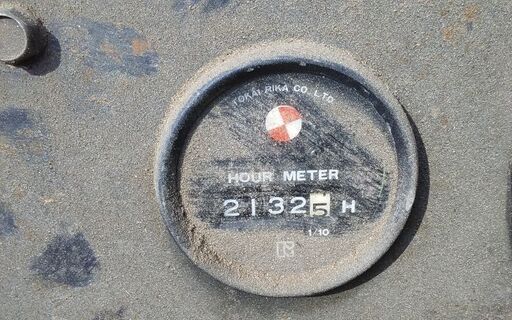 TOKAI RIKA CO., LTD.
HOUR METER
21325 H
1/10